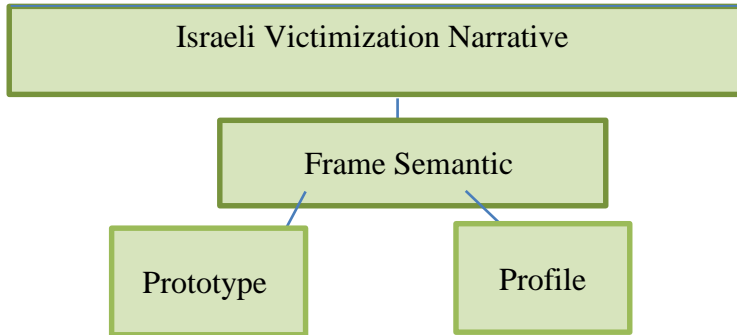 Israeli Victimization Narrative
Frame Semantic
Prototype
Profile